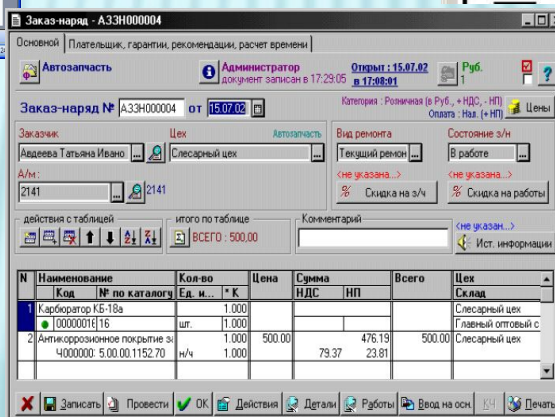 Заказ-наряд - АЗЗН000004
Основной Плательщик, гарантии, рекомендации, расчет времени
Автозапчасть Администратор Открыт : 15.07.02 Руб.
документ записан в 17:29:05 в 17:08:01 1
Заказ-наряд № АЗЗН000004 от 15.07.02 Категория : Розничная (в Руб., + НДС, - НП)
Оплата : Нал. (+ НП) Цены
Заказчик Цех Автозапчасть Вид ремонта Состояние з/н
Авдеева Татьяна Ивано ... Слесарный цех ... Текущий ремон ... В работе ...
А/м : <не указана...> <не указана...>
2141 ... 2141 % Скидка на з/ч % Скидка на работы
действия с таблицей итого по таблице Комментарий <не указан...>
Σ ВСЕГО : 500,00 Ист. информации
N Наименование Кол-во Цена Сумма Всего Цех
Код № по каталогу Ед. и... * К НДС НП Склад
1 Карбюратор КБ-18а 1.000 Слесарный цех
0000001 16 шт. 1.000 Главный оптовый с
2 Антикоррозионное покрытие 1.000 500.00 476.19 500.00 Слесарный цех
Ч000000 5.00.00.1152.70 н/ч 1.000 79.37 23.81
Записать Провести OK Действия Детали Работы Ввод на осн. КЧ Печать